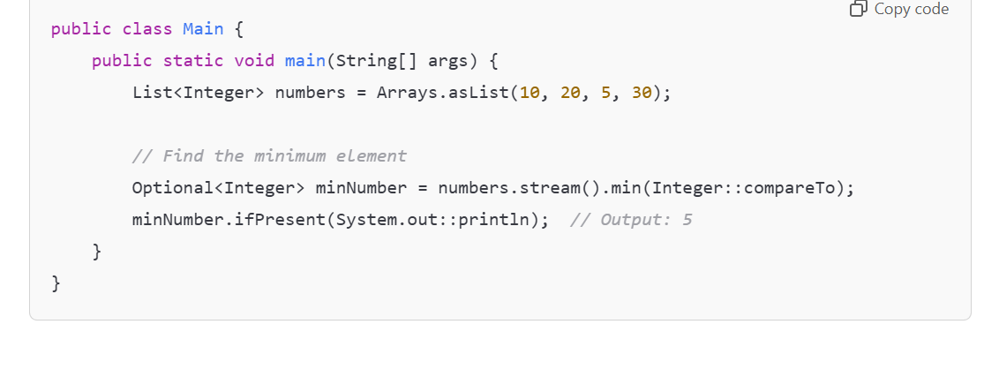 Copy code
public class Main {
    public static void main(String[] args) {
        List<Integer> numbers = Arrays.asList(10, 20, 5, 30);
        // Find the minimum element
        Optional<Integer> minNumber = numbers.stream().min(Integer::compareTo);
        minNumber.ifPresent(System.out::println);  // Output: 5
    }
}